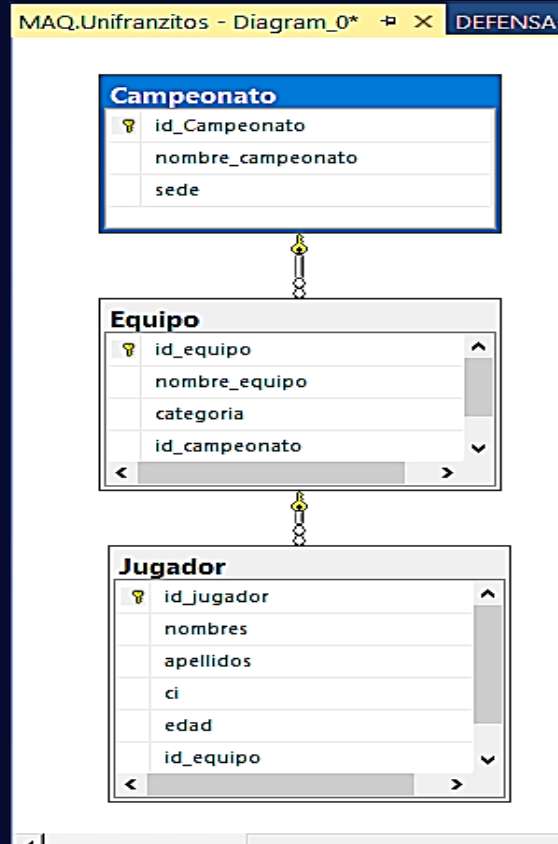 MAQ.Unifranzitos - Diagram_0* DEFENSA
Campeonato
id_Campeonato
nombre_campeonato
sede
Equipo
id_equipo
nombre_equipo
categoria
id_campeonato
Jugador
id_jugador
nombres
apellidos
ci
edad
id_equipo